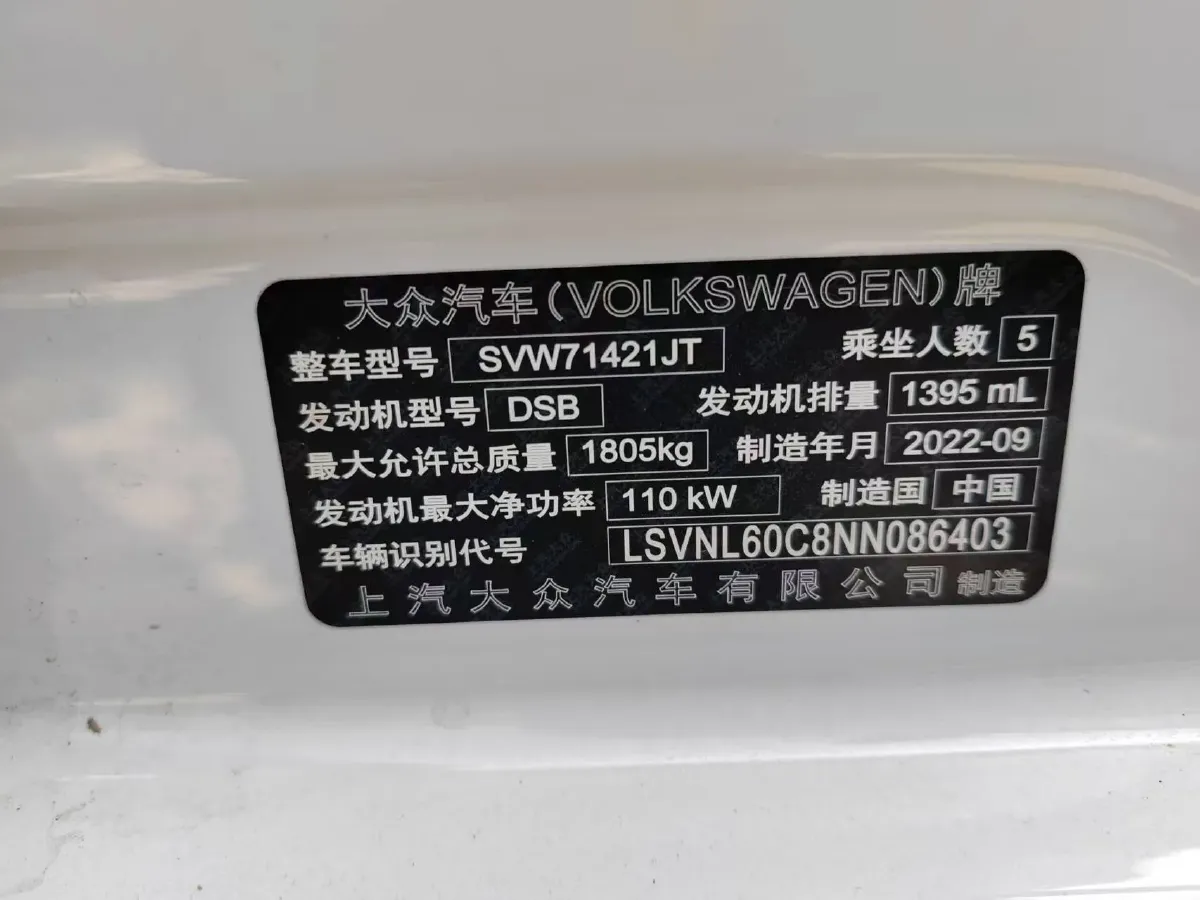 大众汽车(VOLKSWAGEN)牌
整车型号 SVW71421JT 乘坐人数 5
发动机型号 DSB 发动机排量 1395 mL
最大允许总质量 1805kg 制造年月 2022-09
发动机最大净功率 110 kW 制造国 中国
车辆识别代号 LSVNL60C8NN086403
上汽大众汽车有限公司 制造